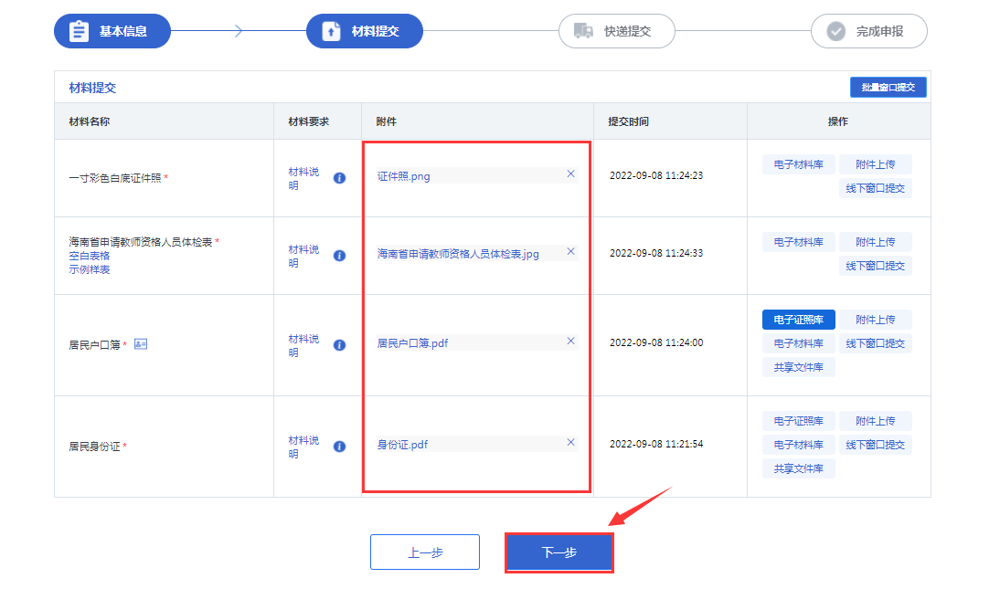 基本信息
材料提交
快递提交
完成申报
材料提交
批量窗口提交
材料名称
材料要求
附件
提交时间
操作
一寸彩色白底证件照 *
材料说
明
证件照.png
2022-09-08 11:24:23
电子材料库
附件上传
线下窗口提交
海南省申请教师资格人员体检表 *
空白表格
示例样表
材料说
明
海南省申请教师资格人员体检表.jpg
2022-09-08 11:24:33
电子材料库
附件上传
线下窗口提交
居民户口簿 *
材料说
明
居民户口簿.pdf
2022-09-08 11:24:00
电子证照库
附件上传
电子材料库
线下窗口提交
共享文件库
居民身份证 *
材料说
明
身份证.pdf
2022-09-08 11:21:54
电子证照库
附件上传
电子材料库
线下窗口提交
共享文件库
上一步
下一步